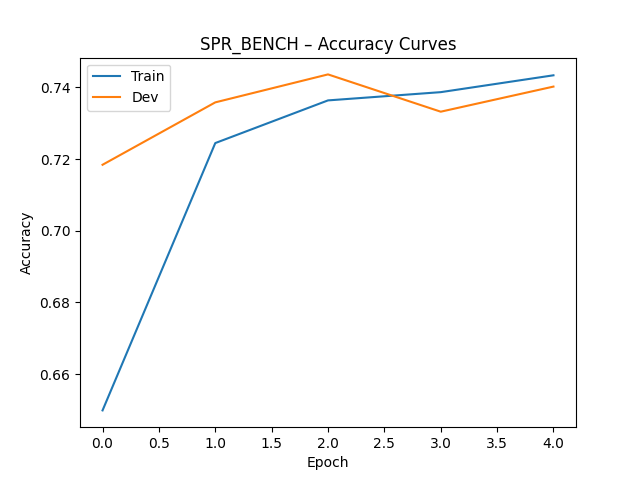 SPR_BENCH – Accuracy Curves
Train
Dev
Accuracy
0.74
0.72
0.70
0.68
0.66
0.0 0.5 1.0 1.5 2.0 2.5 3.0 3.5 4.0
Epoch